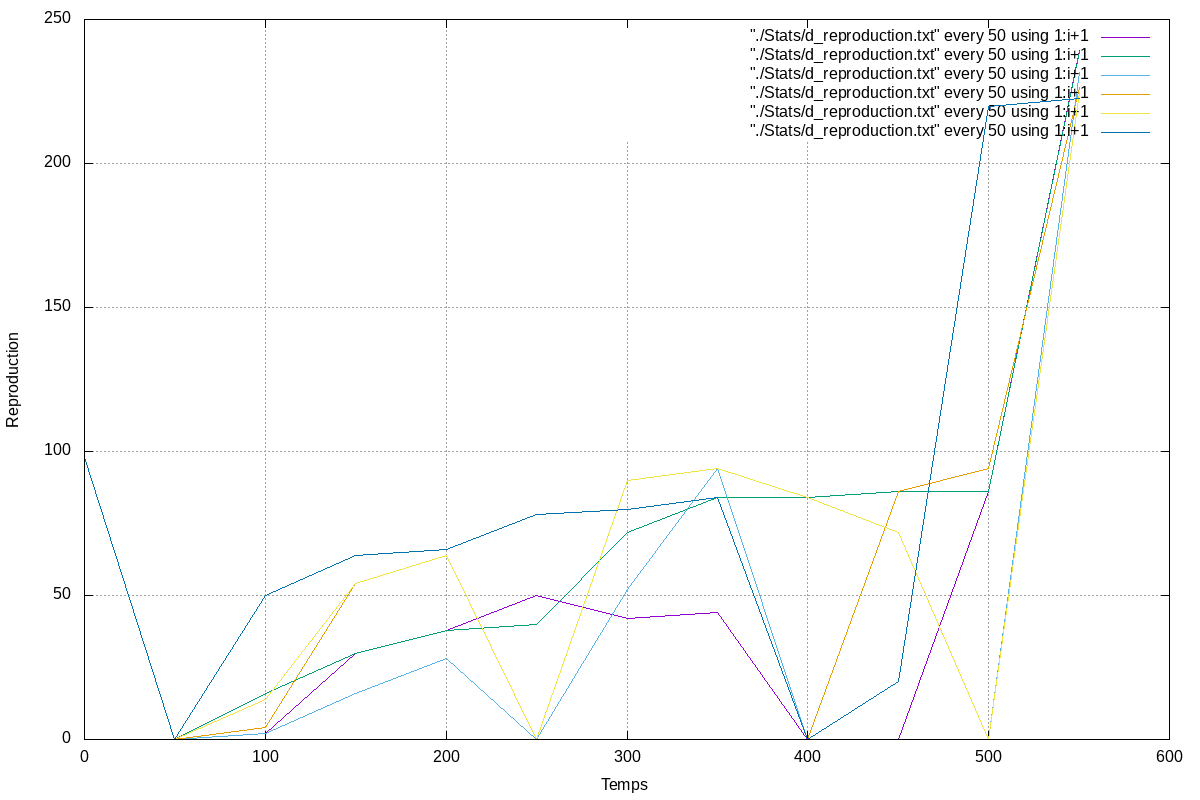 250
200
150
100
50
0
Reproduction
"./Stats/d_reproduction.txt" every 50 using 1:i+1
"./Stats/d_reproduction.txt" every 50 using 1:i+1
"./Stats/d_reproduction.txt" every 50 using 1:i+1
"./Stats/d_reproduction.txt" every 50 using 1:i+1
"./Stats/d_reproduction.txt" every 50 using 1:i+1
"./Stats/d_reproduction.txt" every 50 using 1:i+1
0 100 200 300 400 500 600
Temps